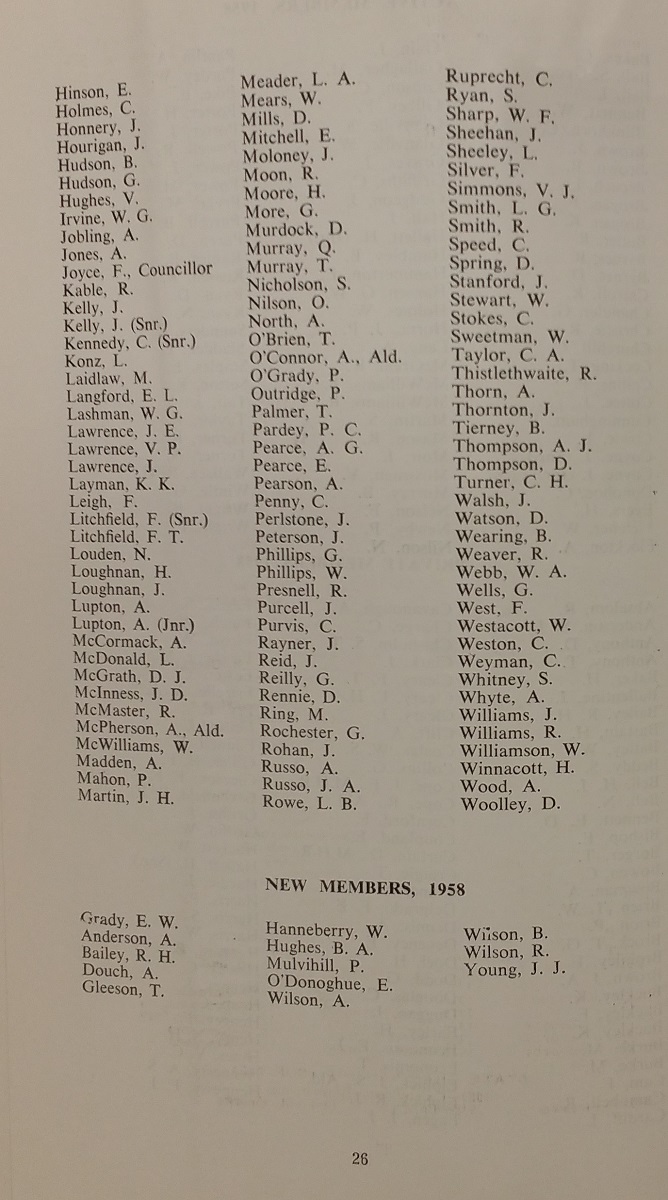 Hinson, E.
Holmes, C.
Honnery, J.
Hourigan, J.
Hudson, B.
Hudson, G.
Hughes, V.
Irvine, W. G.
Jobling, A.
Jones, A.
Joyce, F., Councillor
Kable, R.
Kelly, J.
Kelly, J. (Snr.)
Kennedy, C. (Snr.)
Konz, L.
Laidlaw, M.
Langford, E. L.
Lashman, W. G.
Lawrence, J. E.
Lawrence, V. P.
Lawrence, J.
Layman, K. K.
Leigh, F.
Litchfield, F. (Snr.)
Litchfield, F. T.
Louden, N.
Loughnan, H.
Loughnan, J.
Lupton, A.
Lupton, A. (Jnr.)
McCormack, A.
McDonald, L.
McGrath, D. J.
McInness, J. D.
McMaster, R.
McPherson, A., Ald.
McWilliams, W.
Madden, A.
Mahon, P.
Martin, J. H.
Meader, L. A.
Mears, W.
Mills, D.
Mitchell, E.
Moloney, J.
Moon, R.
Moore, H.
More, G.
Murdock, D.
Murray, Q.
Murray, T.
Nicholson, S.
Nilson, O.
North, A.
O'Brien, T.
O'Connor, A., Ald.
O'Grady, P.
Outridge, P.
Palmer, T.
Pardey, P. C.
Pearce, A. G.
Pearce, E.
Pearson, A.
Penny, C.
Perlstone, J.
Peterson, J.
Phillips, G.
Phillips, W.
Presnell, R.
Purcell, J.
Purvis, C.
Rayner, J.
Reid, J.
Reilly, G.
Rennie, D.
Ring, M.
Rochester, G.
Rohan, J.
Russo, A.
Russo, J. A.
Rowe, L. B.
Ruprecht, C.
Ryan, S.
Sharp, W. F.
Sheehan, J.
Sheeley, L.
Silver, F.
Simmons, V. J.
Smith, L. G.
Smith, R.
Speed, C.
Spring, D.
Stanford, J.
Stewart, W.
Stokes, C.
Sweetman, W.
Taylor, C. A.
Thistlethwaite, R.
Thorn, A.
Thornton, J.
Tierney, B.
Thompson, A. J.
Thompson, D.
Turner, C. H.
Walsh, J.
Watson, D.
Wearing, B.
Weaver, R.
Webb, W. A.
Wells, G.
West, F.
Westacott, W.
Weston, C.
Weyman, C.
Whitney, S.
Whyte, A.
Williams, J.
Williams, R.
Williamson, W.
Winnacott, H.
Wood, A.
Woolley, D.
NEW MEMBERS, 1958
Grady, E. W.
Anderson, A.
Bailey, R. H.
Douch, A.
Gleeson, T.
Hanneberry, W.
Hughes, B. A.
Mulvihill, P.
O'Donoghue, E.
Wilson, A.
Wilson, B.
Wilson, R.
Young, J. J.
26